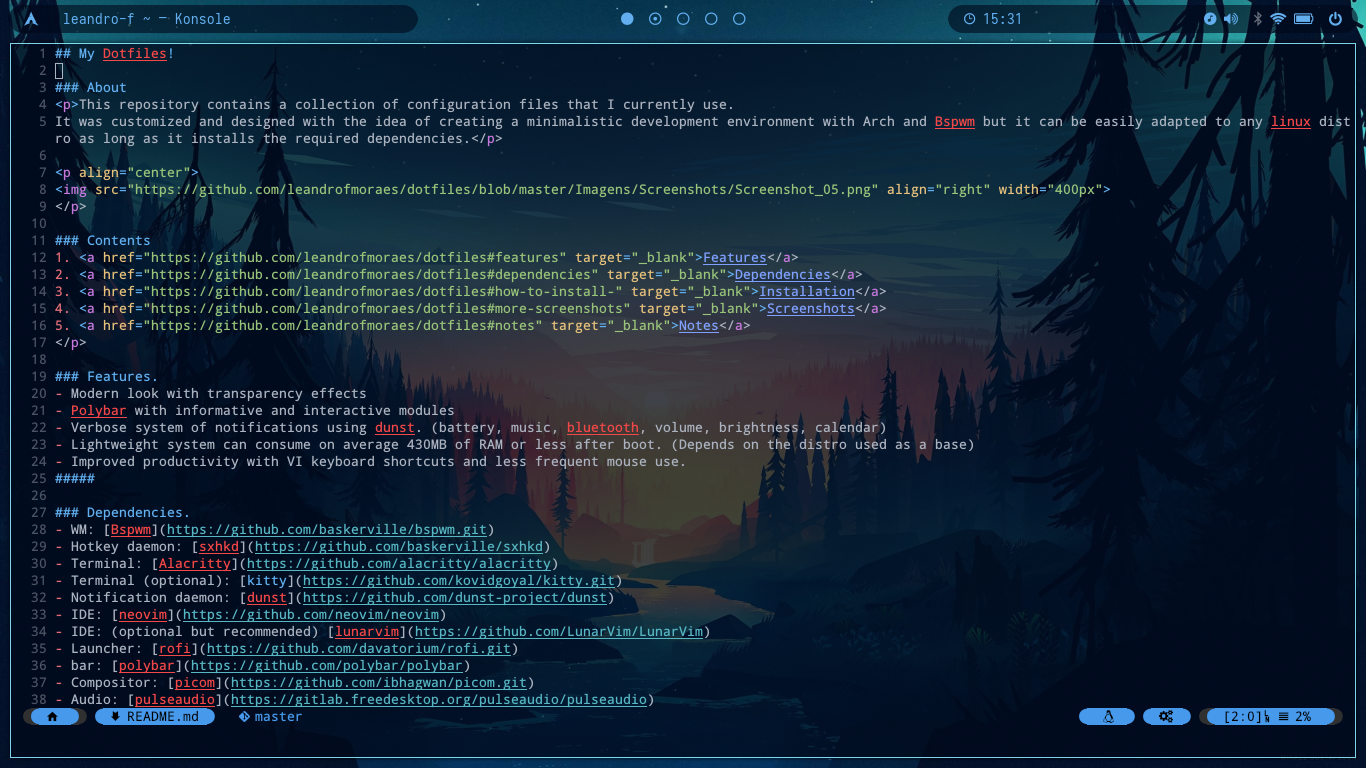 leandro-f ~ — Konsole
15:31
1 ## My Dotfiles!
2
3 ### About
4 <p>This repository contains a collection of configuration files that I currently use.
5 It was customized and designed with the idea of creating a minimalistic development environment with Arch and Bspwm but it can be easily adapted to any linux dist
ro as long as it installs the required dependencies.</p>
6
7 <p align="center">
8 <img src="https://github.com/leandrofmoraes/dotfiles/blob/master/Imagens/Screenshots/Screenshot_05.png" align="right" width="400px">
9 </p>
10
11 ### Contents
12 1. <a href="https://github.com/leandrofmoraes/dotfiles#features" target="_blank">Features</a>
13 2. <a href="https://github.com/leandrofmoraes/dotfiles#dependencies" target="_blank">Dependencies</a>
14 3. <a href="https://github.com/leandrofmoraes/dotfiles#how-to-install-" target="_blank">Installation</a>
15 4. <a href="https://github.com/leandrofmoraes/dotfiles#more-screenshots" target="_blank">Screenshots</a>
16 5. <a href="https://github.com/leandrofmoraes/dotfiles#notes" target="_blank">Notes</a>
17 </p>
18
19 ### Features.
20 - Modern look with transparency effects
21 - Polybar with informative and interactive modules
22 - Verbose system of notifications using dunst. (battery, music, bluetooth, volume, brightness, calendar)
23 - Lightweight system can consume on average 430MB of RAM or less after boot. (Depends on the distro used as a base)
24 - Improved productivity with VI keyboard shortcuts and less frequent mouse use.
25 #####
26
27 ### Dependencies.
28 - WM: [Bspwm](https://github.com/baskerville/bspwm.git)
29 - Hotkey daemon: [sxhkd](https://github.com/baskerville/sxhkd)
30 - Terminal: [Alacritty](https://github.com/alacritty/alacritty)
31 - Terminal (optional): [kitty](https://github.com/kovidgoyal/kitty.git)
32 - Notification daemon: [dunst](https://github.com/dunst-project/dunst)
33 - IDE: [neovim](https://github.com/neovim/neovim)
34 - IDE: (optional but recommended) [lunarvim](https://github.com/LunarVim/LunarVim)
35 - Launcher: [rofi](https://github.com/davatorium/rofi.git)
36 - bar: [polybar](https://github.com/polybar/polybar)
37 - Compositor: [picom](https://github.com/ibhagwan/picom.git)
38 - Audio: [pulseaudio](https://gitlab.freedesktop.org/pulseaudio/pulseaudio)
README.md master [2:0] 2%